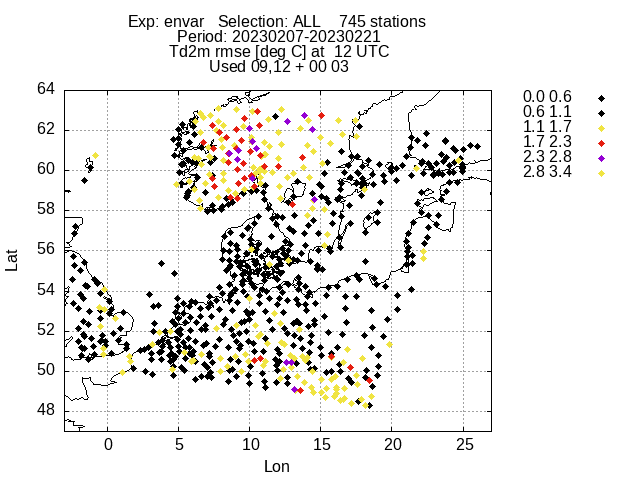 Exp: envar   Selection: ALL    745 stations
Period: 20230207-20230221
Td2m rmse [deg C] at  12 UTC
Used 09,12 + 00 03
0.0 0.6
0.6 1.1
1.1 1.7
1.7 2.3
2.3 2.8
2.8 3.4
64
62
60
58
56
54
52
50
48
Lat
0 5 10 15 20 25
Lon